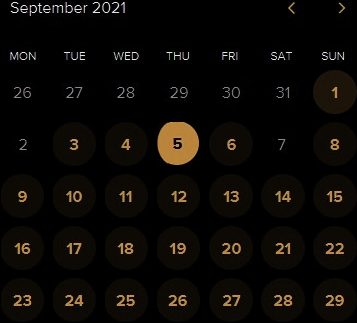 September 2021 < >
MON TUE WED THU FRI SAT SUN
26 27 28 29 30 31 1
2 3 4 5 6 7 8
9 10 11 12 13 14 15
16 17 18 19 20 21 22
23 24 25 26 27 28 29